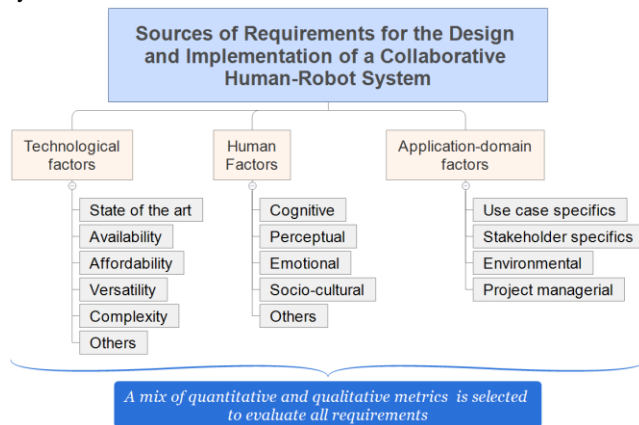 Sources of Requirements for the Design
and Implementation of a Collaborative
Human-Robot System
Technological
factors
State of the art
Availability
Affordability
Versatility
Complexity
Others
Human
Factors
Cognitive
Perceptual
Emotional
Socio-cultural
Others
Application-domain
factors
Use case specifics
Stakeholder specifics
Environmental
Project managerial
A mix of quantitative and qualitative metrics is selected
to evaluate all requirements